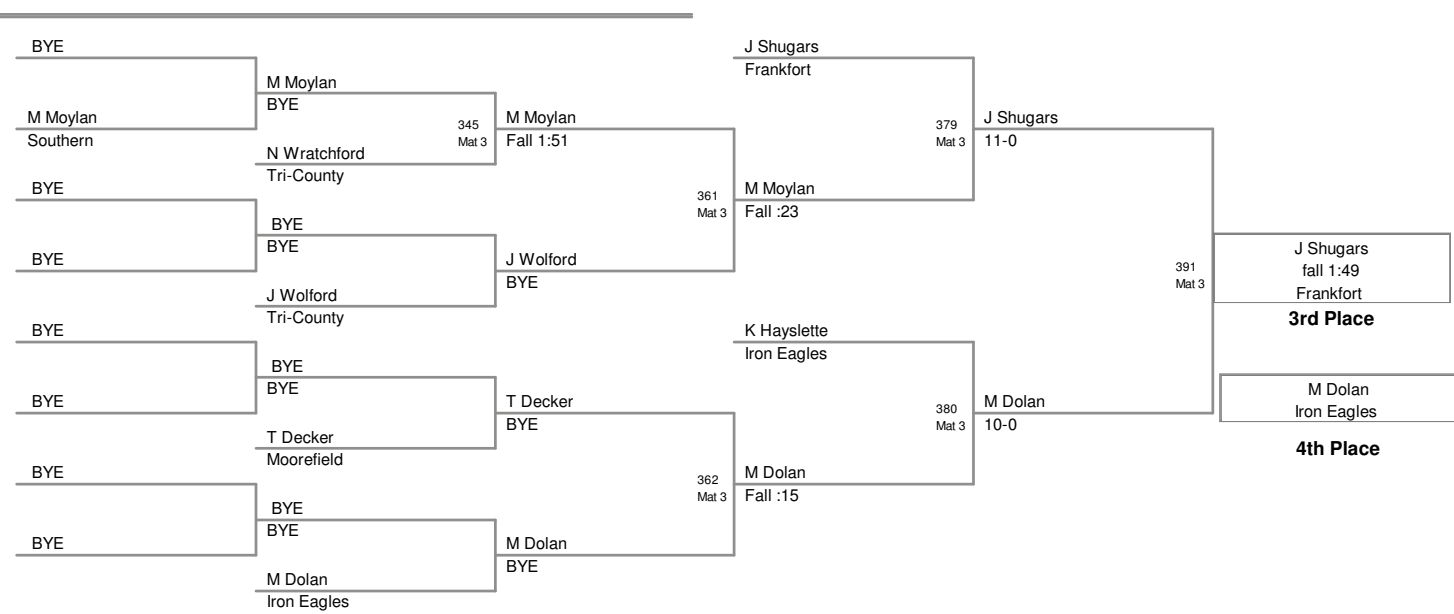 BYE
M Moylan
Southern
BYE
BYE
BYE
BYE
BYE
BYE
M Moylan
BYE
N Wratchford
Tri-County
BYE
BYE
J Wolford
Tri-County
BYE
BYE
T Decker
Moorefield
BYE
BYE
M Dolan
Iron Eagles
345
Mat 3
M Moylan
Fall 1:51
J Wolford
BYE
T Decker
BYE
M Dolan
BYE
361
Mat 3
362
Mat 3
J Shugars
Frankfort
M Moylan
Fall :23
K Hayslette
Iron Eagles
M Dolan
Fall :15
379
Mat 3
380
Mat 3
J Shugars
11-0
M Dolan
10-0
391
Mat 3
J Shugars
fall 1:49
Frankfort
3rd Place
M Dolan
Iron Eagles
4th Place